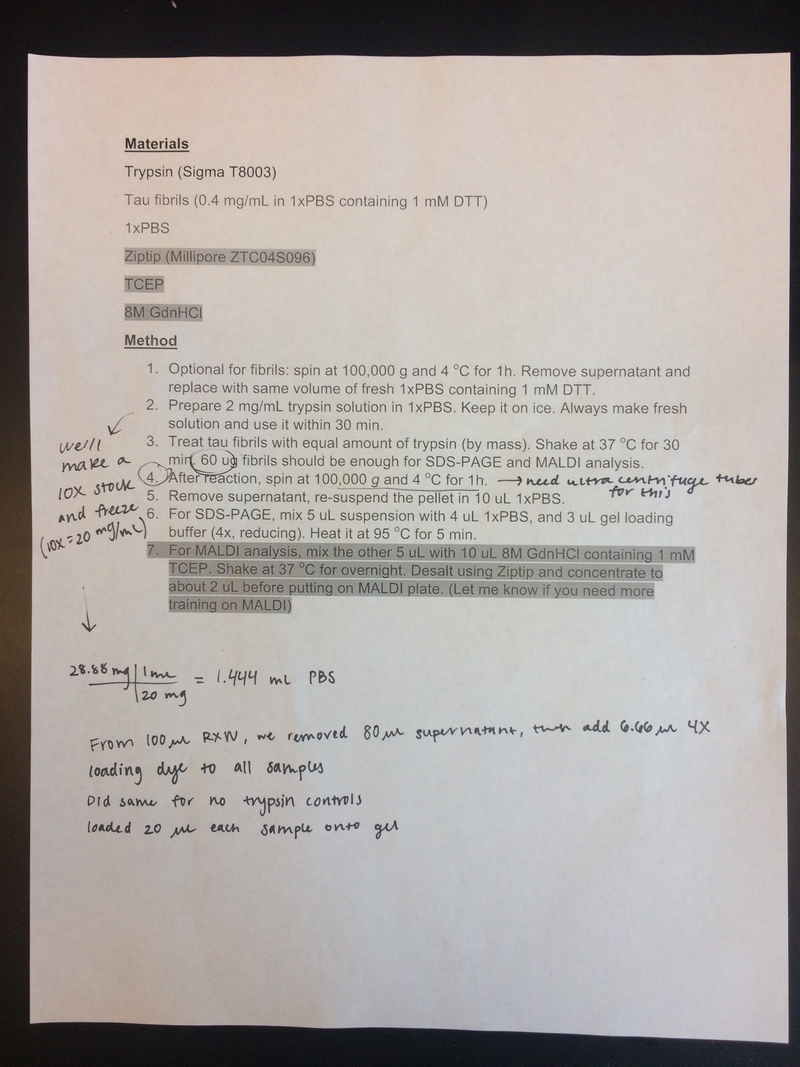 Materials
Trypsin (Sigma T8003)
Tau fibrils (0.4 mg/mL in 1xPBS containing 1 mM DTT)
1xPBS
Ziptip (Millipore ZTC04S096)
TCEP
8M GdnHCl
Method
1. Optional for fibrils: spin at 100,000 g and 4 °C for 1h. Remove supernatant and
replace with same volume of fresh 1xPBS containing 1 mM DTT.
2. Prepare 2 mg/mL trypsin solution in 1xPBS. Keep it on ice. Always make fresh
solution and use it within 30 min.
3. Treat tau fibrils with equal amount of trypsin (by mass). Shake at 37 °C for 30
min. 60 ug fibrils should be enough for SDS-PAGE and MALDI analysis.
4. After reaction, spin at 100,000 g and 4 °C for 1h. → need ultra centrifuge tubes
for this
5. Remove supernatant, re-suspend the pellet in 10 uL 1xPBS.
6. For SDS-PAGE, mix 5 uL suspension with 4 uL 1xPBS, and 3 uL gel loading
buffer (4x, reducing). Heat it at 95 °C for 5 min.
7. For MALDI analysis, mix the other 5 uL with 10 uL 8M GdnHCl containing 1 mM
TCEP. Shake at 37 °C for overnight. Desalt using Ziptip and concentrate to
about 2 uL before putting on MALDI plate. (Let me know if you need more
training on MALDI)
we'll
make a
10X stock
and freeze
(10x = 20 mg/mL)
28.88 mg | 1 mL = 1.444 mL PBS
| 20 mg
From 100 µL RXN, we removed 80 µL supernatant, then add 6.66 µL 4X
loading dye to all samples
Did same for no trypsin controls
loaded 20 µL each sample onto gel